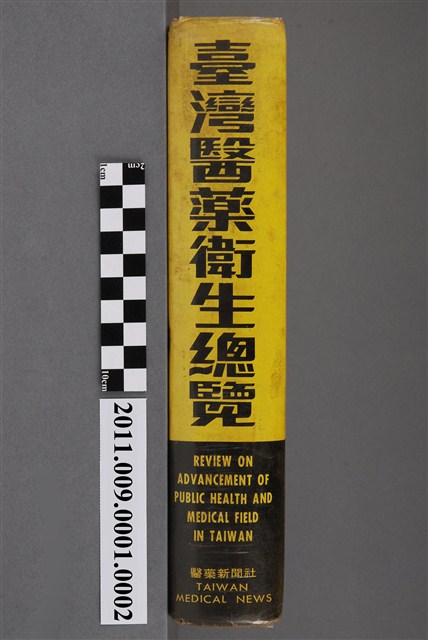 臺灣醫藥衛生總覽
REVIEW ON
ADVANCEMENT OF
PUBLIC HEALTH AND
MEDICAL FIELD
IN TAIWAN
醫藥新聞社
TAIWAN
MEDICAL NEWS
1cm
2cm
10cm
2011.009.0001.0002